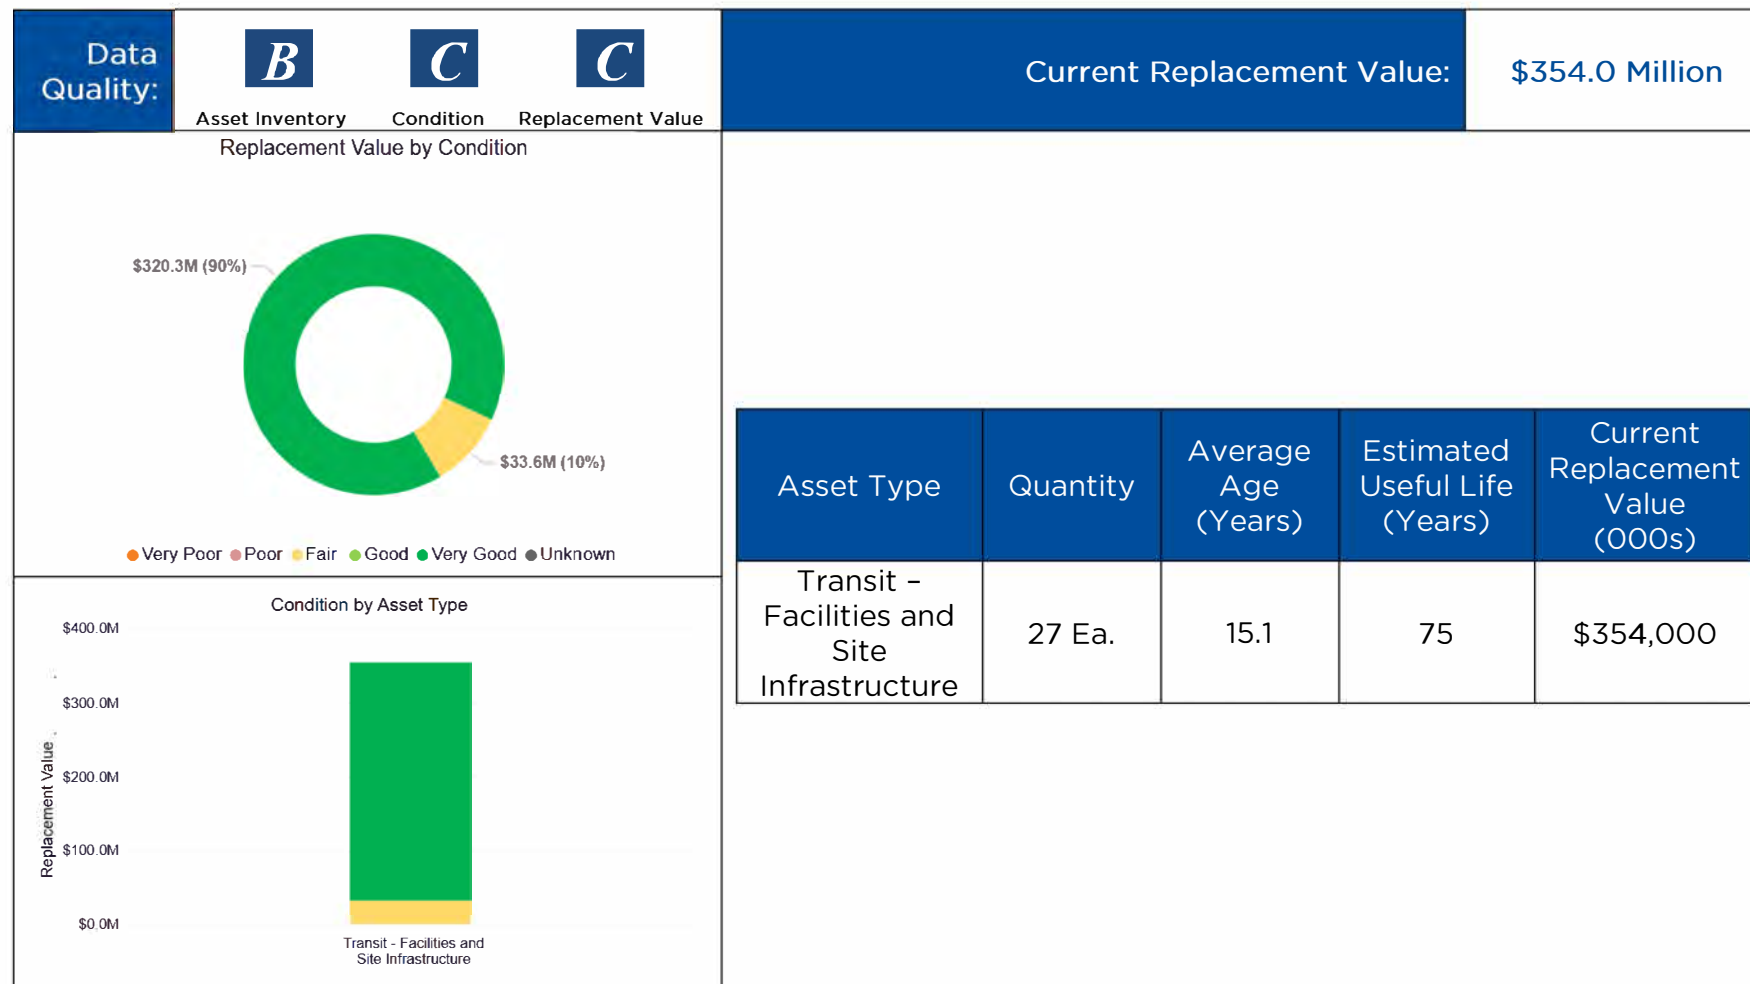 Data
Quality:
B
C
C
Asset Inventory
Condition
Replacement Value
Current Replacement Value:
$354.0 Million
Replacement Value by Condition
$320.3M (90%)
$33.6M (10%)
Very Poor Poor Fair Good Very Good Unknown
Condition by Asset Type
$400.0M
$300.0M
$200.0M
$100.0M
$0.0M
Replacement Value
Transit - Facilities and
Site Infrastructure
Asset Type
Quantity
Average
Age
(Years)
Estimated
Useful Life
(Years)
Current
Replacement
Value
(000s)
Transit –
Facilities and
Site
Infrastructure
27 Ea.
15.1
75
$354,000